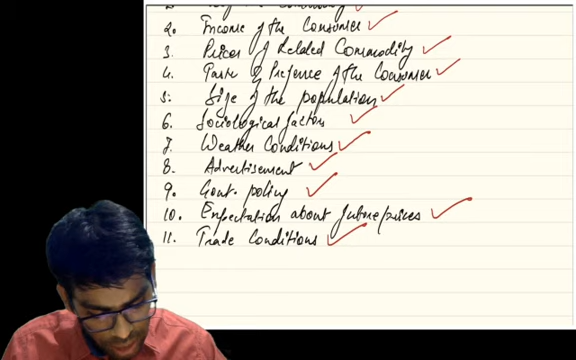 2. Income of the Consumer
3. Prices of Related Commodity
4. Taste & Prefence of the Consumer
5. Size of the population
6. Sociological factors
7. Weather Conditions
8. Advertisement
9. Govt. policy
10. Expectation about future prices
11. Trade Conditions